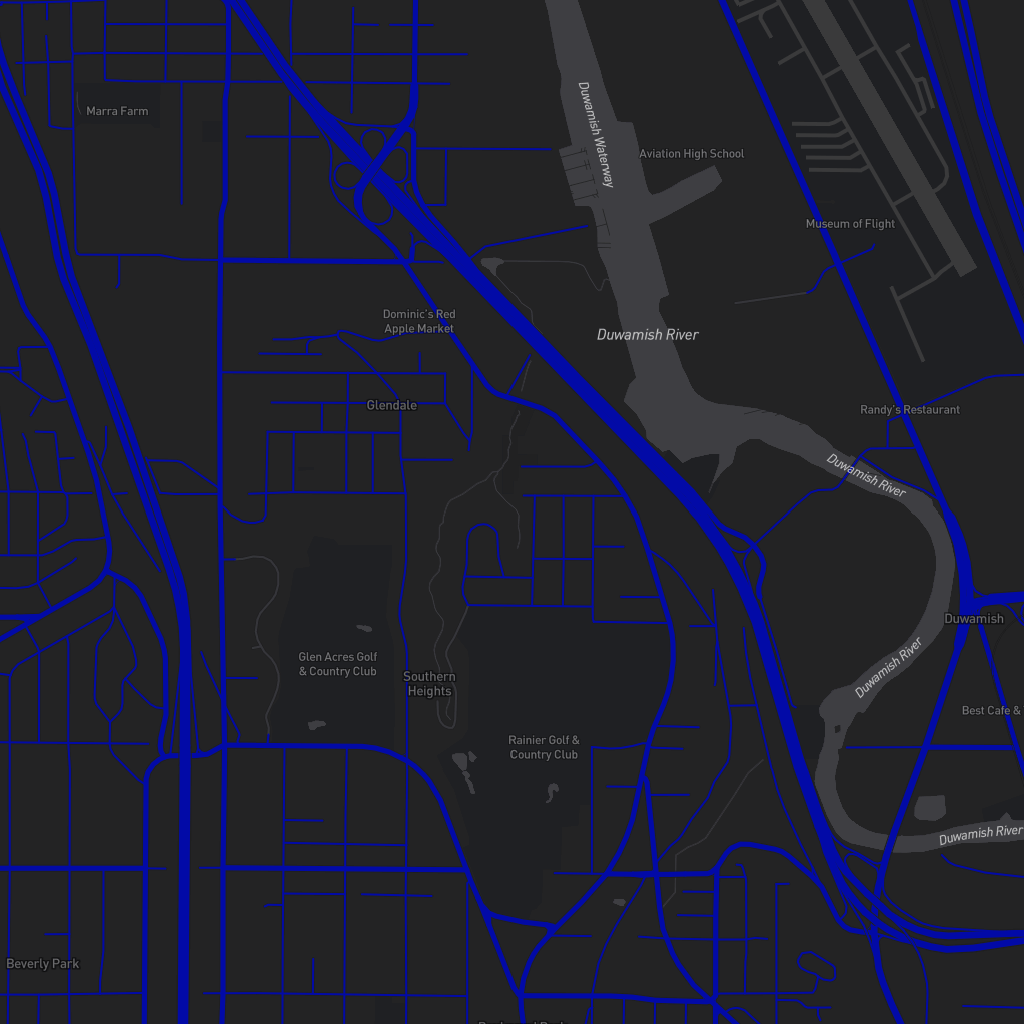 Marra Farm
Duwamish Waterway
Aviation High School
Museum of Flight
Dominic's Red
Apple Market
Duwamish River
Glendale
Randy's Restaurant
Duwamish River
Duwamish
Glen Acres Golf
& Country Club
Southern
Heights
Duwamish River
Best Cafe &
Rainier Golf &
Country Club
Duwamish River
Beverly Park